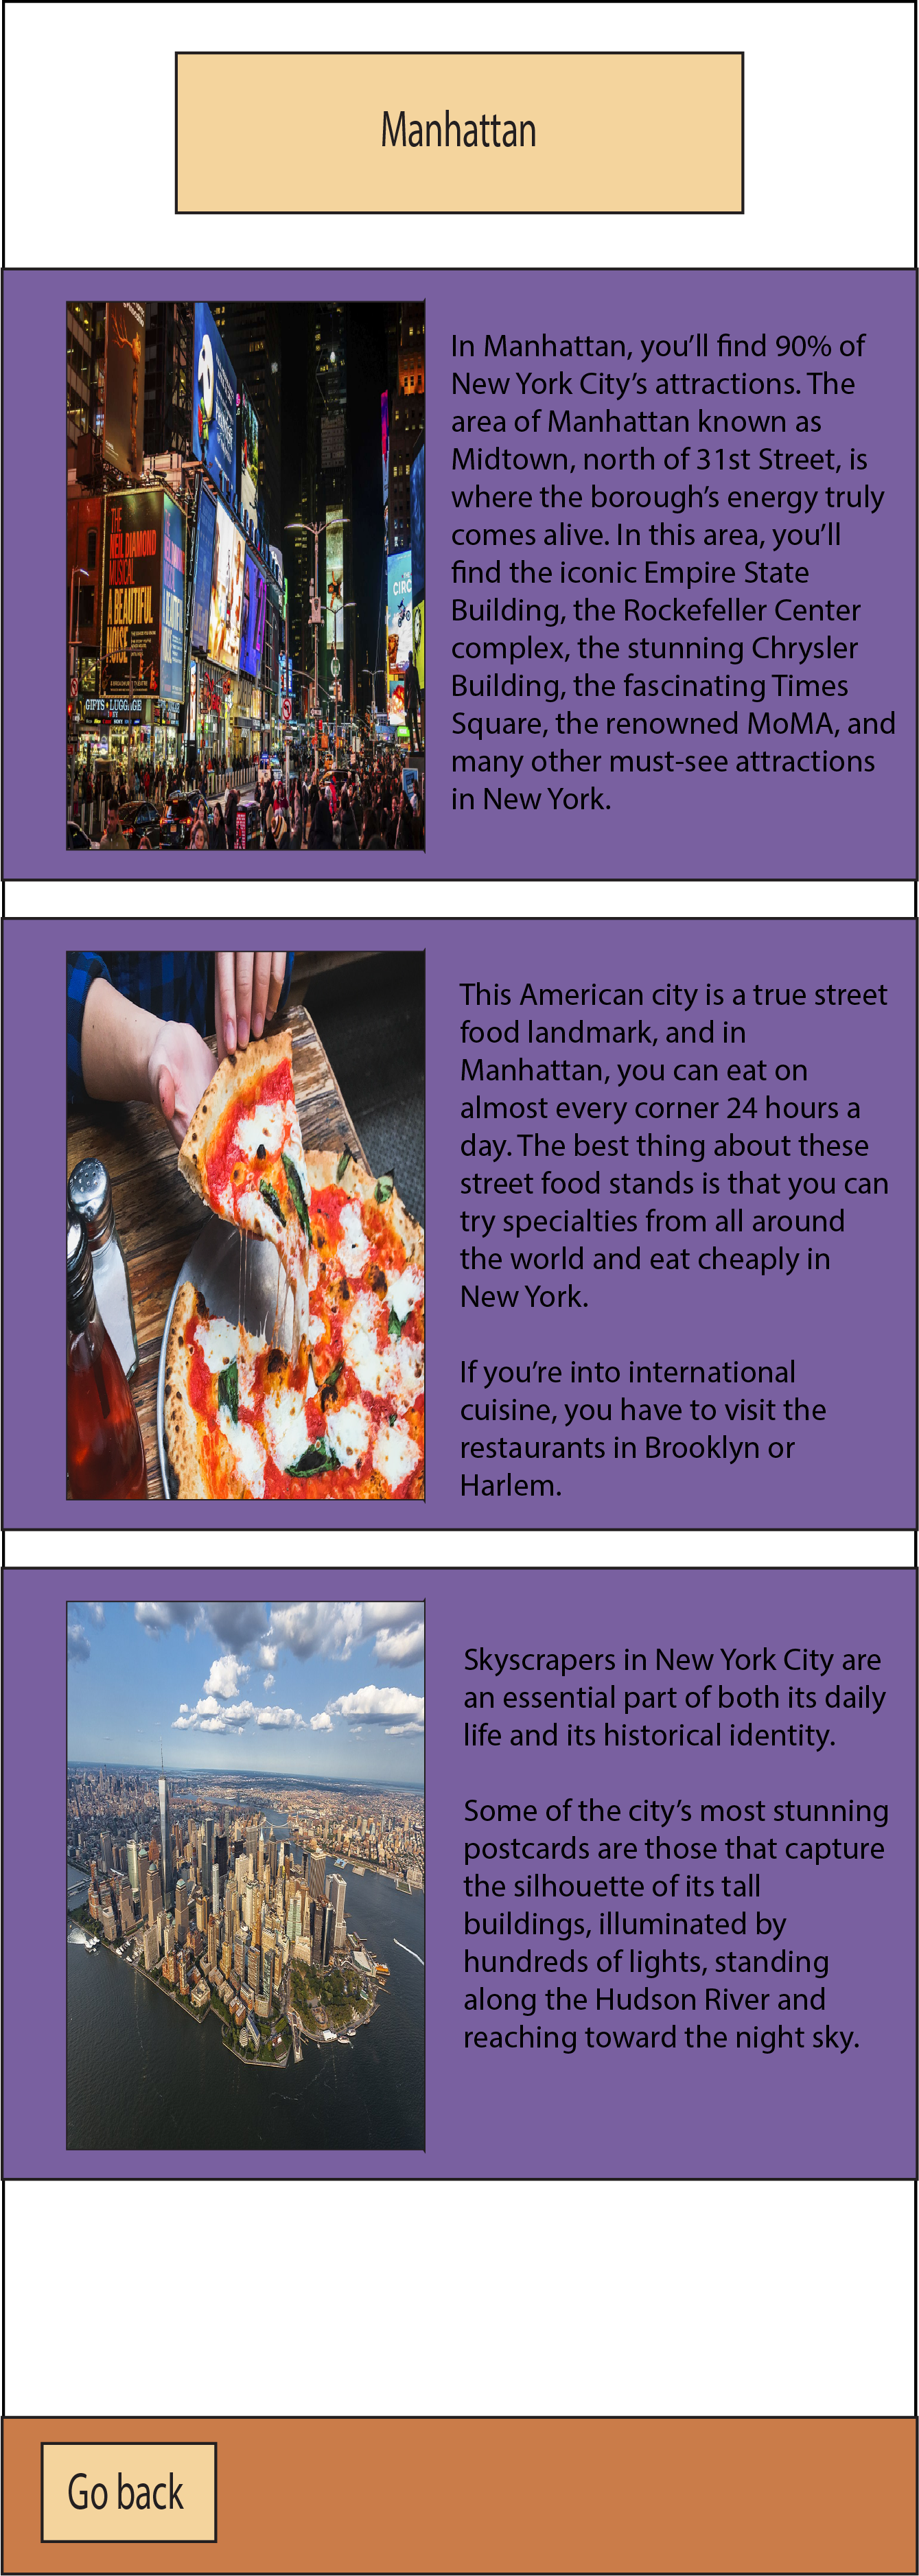 Manhattan
In Manhattan, you’ll find 90% of
New York City’s attractions. The
area of Manhattan known as
Midtown, north of 31st Street, is
where the borough’s energy truly
comes alive. In this area, you’ll
find the iconic Empire State
Building, the Rockefeller Center
complex, the stunning Chrysler
Building, the fascinating Times
Square, the renowned MoMA, and
many other must-see attractions
in New York.
THE
NEIL DIAMOND
MUSICAL
A BEAUTIFUL
NOISE
GIFTS LUGGAGE
CIRC
This American city is a true street
food landmark, and in
Manhattan, you can eat on
almost every corner 24 hours a
day. The best thing about these
street food stands is that you can
try specialties from all around
the world and eat cheaply in
New York.
If you’re into international
cuisine, you have to visit the
restaurants in Brooklyn or
Harlem.
Skyscrapers in New York City are
an essential part of both its daily
life and its historical identity.
Some of the city’s most stunning
postcards are those that capture
the silhouette of its tall
buildings, illuminated by
hundreds of lights, standing
along the Hudson River and
reaching toward the night sky.
Go back